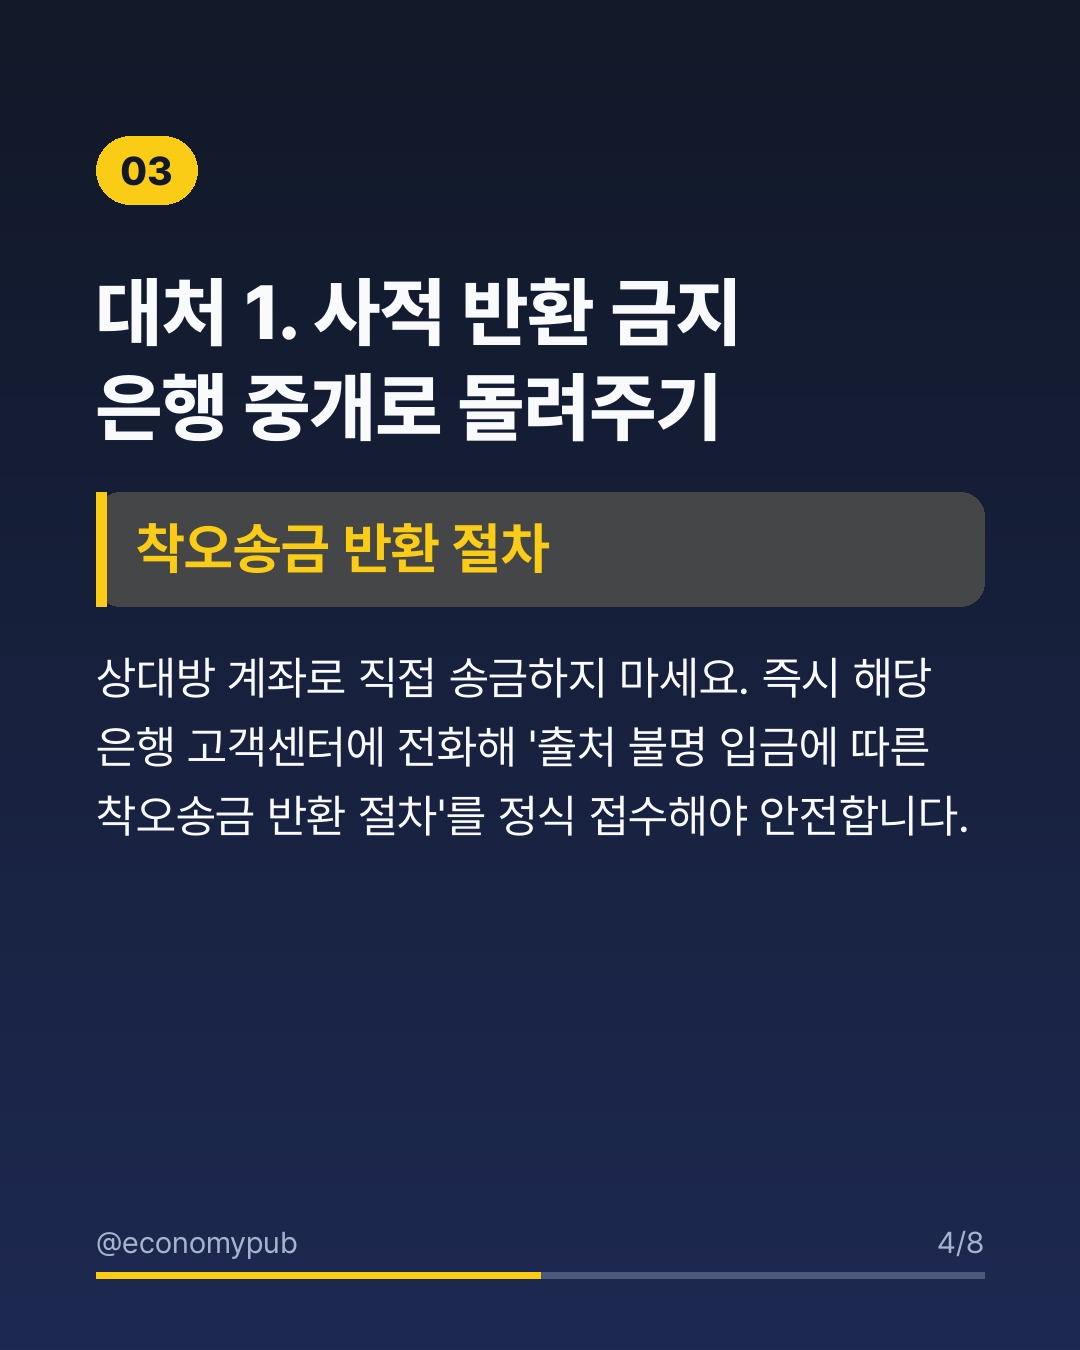 03
대처 1. 사적 반환 금지
은행 중개로 돌려주기
착오송금 반환 절차
상대방 계좌로 직접 송금하지 마세요. 즉시 해당
은행 고객센터에 전화해 '출처 불명 입금에 따른
착오송금 반환 절차'를 정식 접수해야 안전합니다.
@economypub
4/8